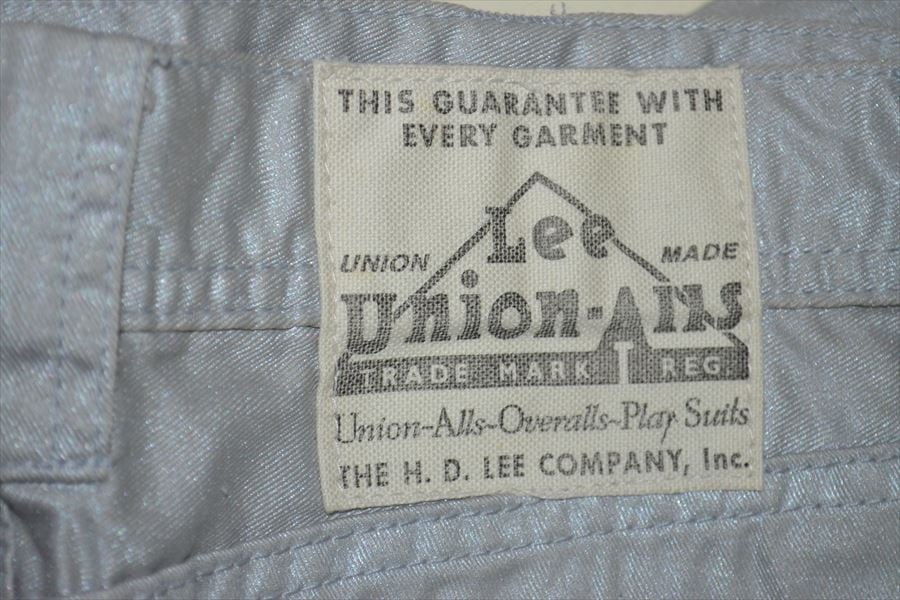 THIS GUARANTEE WITH
EVERY GARMENT
Lee
UNION MADE
Union-Alls
TRADE MARK REG.
Union-Alls~Overalls~Play Suits
THE H. D. LEE COMPANY, Inc.